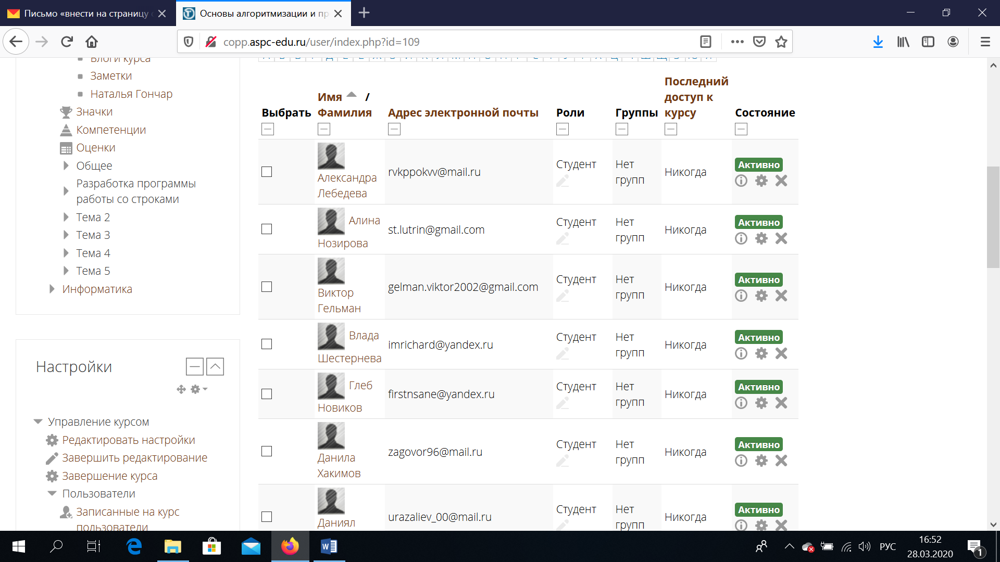 Письмо «внести на страницу
Основы алгоритмизации и пр
copp.aspc-edu.ru/user/index.php?id=109
Блоги курса
Заметки
Наталья Гончар
Значки
Компетенции
Оценки
Общее
Разработка программы
работы со строками
Тема 2
Тема 3
Тема 4
Тема 5
Информатика
Настройки
Управление курсом
Редактировать настройки
Завершить редактирование
Завершение курса
Пользователи
Записанные на курс
пользователи
Выбрать
Имя /
Фамилия
Адрес электронной почты
Роли
Группы
Последний
доступ к
курсу
Состояние
Александра
Лебедева
rvkppokvv@mail.ru
Студент
Нет
групп
Никогда
Активно
Алина
Нозирова
st.lutrin@gmail.com
Студент
Нет
групп
Никогда
Активно
Виктор
Гельман
gelman.viktor2002@gmail.com
Студент
Нет
групп
Никогда
Активно
Влада
Шестернева
imrichard@yandex.ru
Студент
Нет
групп
Никогда
Активно
Глеб
Новиков
firstnsane@yandex.ru
Студент
Нет
групп
Никогда
Активно
Данила
Хакимов
zagovor96@mail.ru
Студент
Нет
групп
Никогда
Активно
Даниял
urazaliev_00@mail.ru
Студент
Нет
групп
Никогда
Активно
РУС
16:52
28.03.2020
1